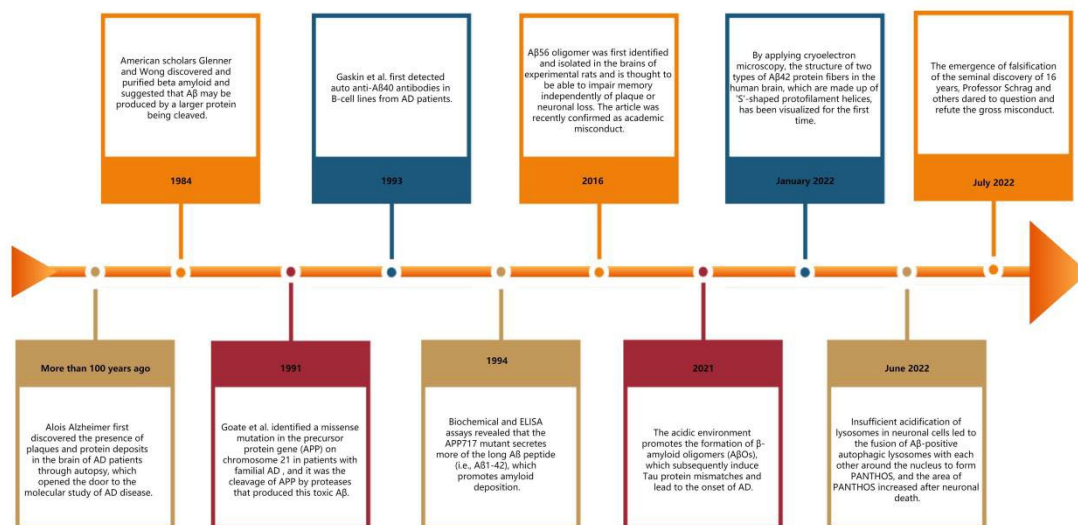 American scholars Glenner
and Wong discovered and
purified beta amyloid and
suggested that Aβ may be
produced by a larger protein
being cleaved.
1984
Gaskin et al. first detected
auto anti-Aß40 antibodies in
B-cell lines from AD patients.
1993
Aβ56 oligomer was first identified
and isolated in the brains of
experimental rats and is thought to
be able to impair memory
independently of plaque or
neuronal loss. The article was
recently confirmed as academic
misconduct.
2016
By applying cryoelectron
microscopy, the structure of two
types of Aβ42 protein fibers in the
human brain, which are made up of
'S'-shaped protofilament helices,
has been visualized for the first
time.
January 2022
The emergence of falsification
of the seminal discovery of 16
years, Professor Schrag and
others dared to question and
refute the gross misconduct.
July 2022
More than 100 years ago
Alois Alzheimer first
discovered the presence of
plaques and protein deposits
in the brain of AD patients
through autopsy, which
opened the door to the
molecular study of AD disease.
1991
Goate et al. identified a missense
mutation in the precursor
protein gene (APP) on
chromosome 21 in patients with
familial AD , and it was the
cleavage of APP by proteases
that produced this toxic Aβ.
1994
Biochemical and ELISA
assays revealed that the
APP717 mutant secretes
more of the long Aβ peptide
(i.e., Aß1-42), which
promotes amyloid
deposition.
2021
The acidic environment
promotes the formation of β-
amyloid oligomers (AβOs),
which subsequently induce
Tau protein mismatches and
lead to the onset of AD.
June 2022
Insufficient acidification of
lysosomes in neuronal cells led to
the fusion of Aβ-positive
autophagic lysosomes with each
other around the nucleus to form
PANTHOS, and the area of
PANTHOS increased after neuronal
death.